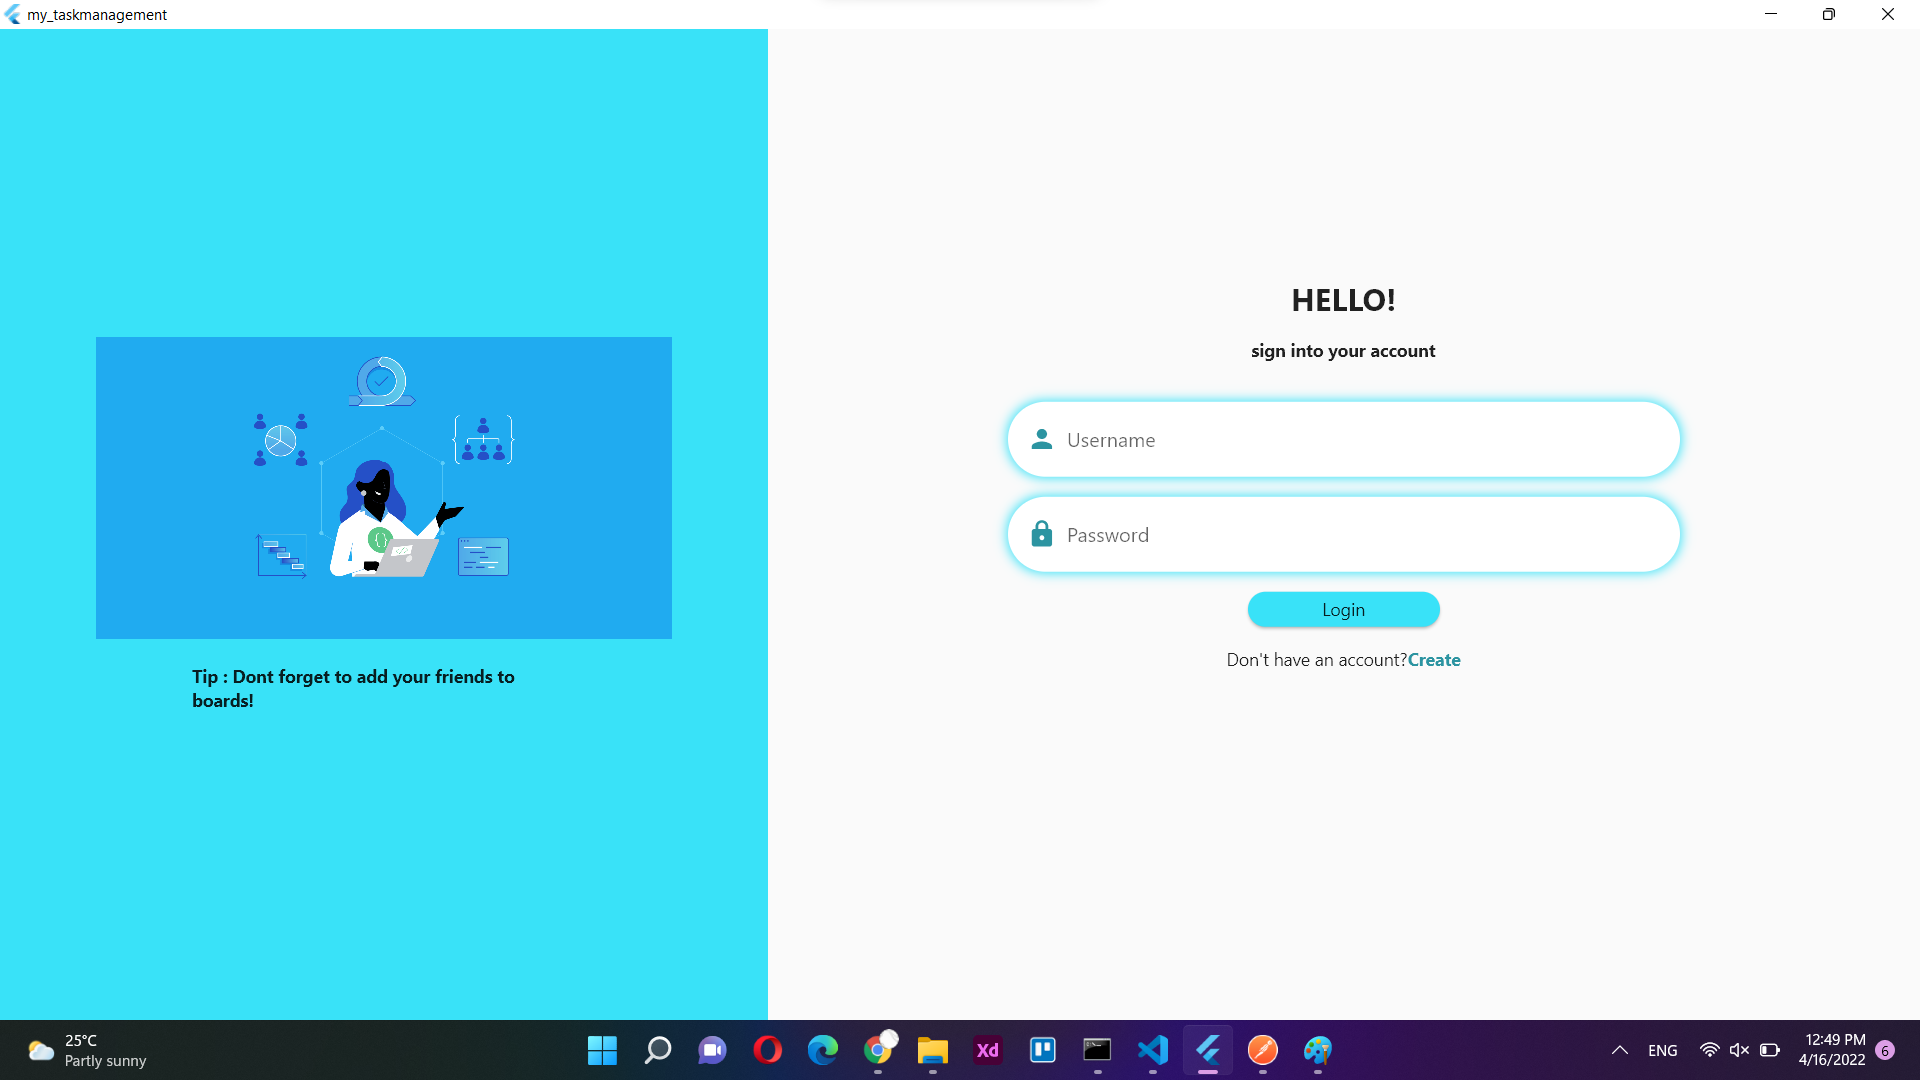 my_taskmanagement
HELLO!
sign into your account
Username
Password
Login
Don't have an account?Create
Tip : Dont forget to add your friends to
boards!
25°C
Partly sunny
Xd
ENG
12:49 PM
4/16/2022
6